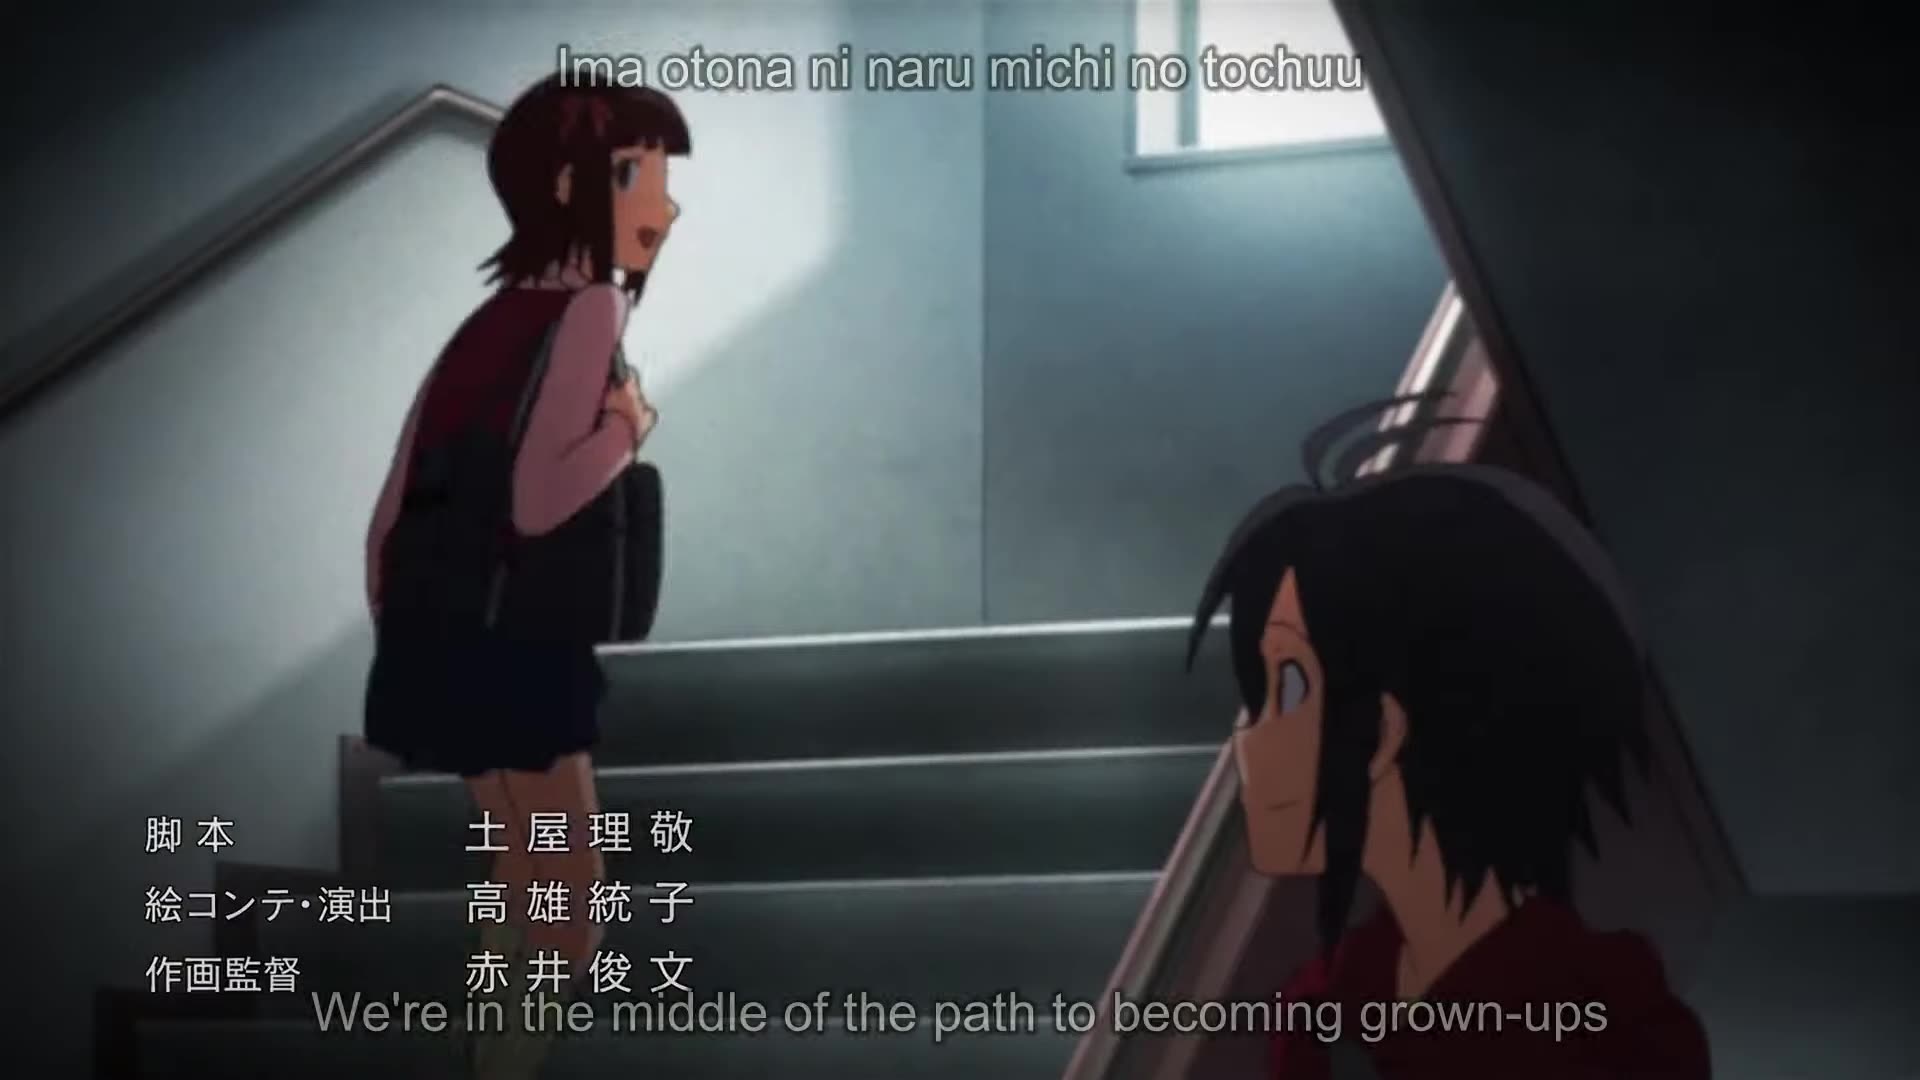 Ima otona ni naru michi no tochuu
脚本 土屋理敬
絵コンテ・演出 高雄統子
作画監督 赤井俊文
We're in the middle of the path to becoming grown-ups